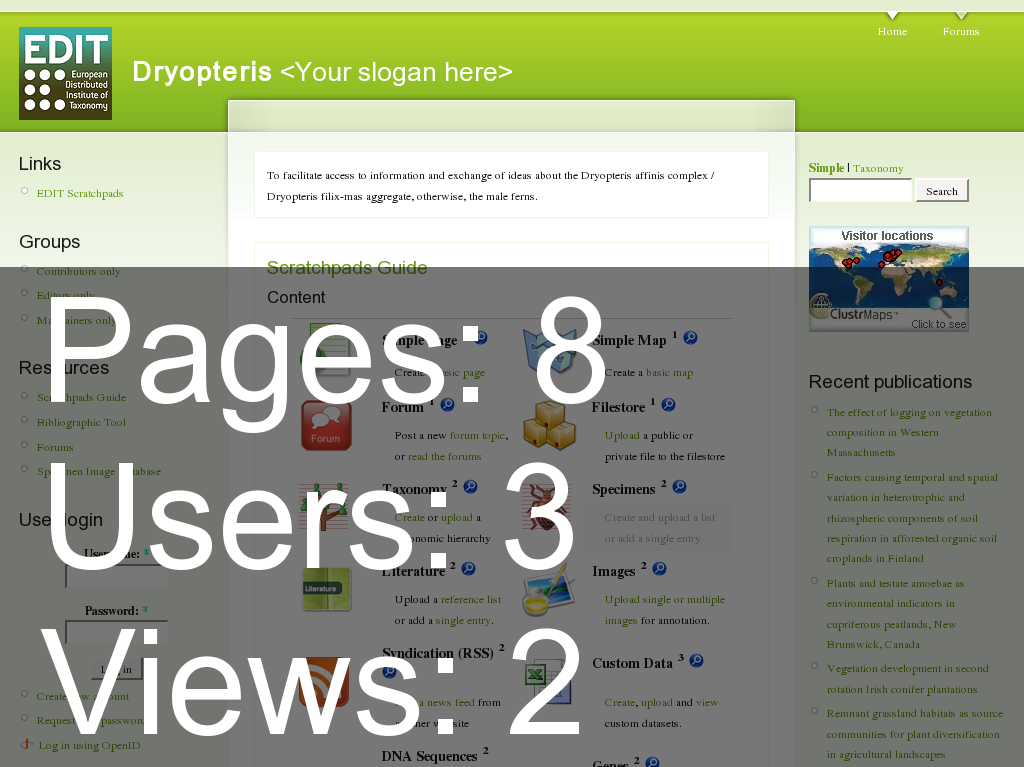 Home
Forums
EDIT
European
Distributed
Institute of
Taxonomy
Dryopteris <Your slogan here>
Links
EDIT Scratchpads
Groups
Contributors only
Editors only
Maintainers only
Resources
Scratchpads Guide
Bibliographic Tool
Forums
Specimen Image Database
User login
Username: *
Password: *
Log in
Create new account
Request new password
Log in using OpenID
To facilitate access to information and exchange of ideas about the Dryopteris affinis complex /
Dryopteris filix-mas aggregate, otherwise, the male ferns.
Scratchpads Guide
Content
Simple Page
Create a basic page
Simple Map 1
Create a basic map
Forum
Forum 1
Post a new forum topic,
or read the forums
Filestore 1
Upload a public or
private file to the filestore
Taxonomy 2
Create or upload a
taxonomic hierarchy
Specimens 2
Create and upload a list
or add a single entry
Literature
Literature 2
Upload a reference list
or add a single entry.
Images 2
Upload single or multiple
images for annotation.
Syndication (RSS) 2
a news feed from
another website
Custom Data 3
Create, upload and view
custom datasets.
DNA Sequences 2
Genes 2
Pages: 8
Users: 3
Views: 2
Simple | Taxonomy
Search
Visitor locations
ClustrMaps™
Click to see
Recent publications
The effect of logging on vegetation
composition in Western
Massachusetts
Factors causing temporal and spatial
variation in heterotrophic and
rhizospheric components of soil
respiration in afforested organic soil
croplands in Finland
Plants and testate amoebae as
environmental indicators in
cupriferous peatlands, New
Brunswick, Canada
Vegetation development in second
rotation Irish conifer plantations
Remnant grassland habitats as source
communities for plant diversification
in agricultural landscapes